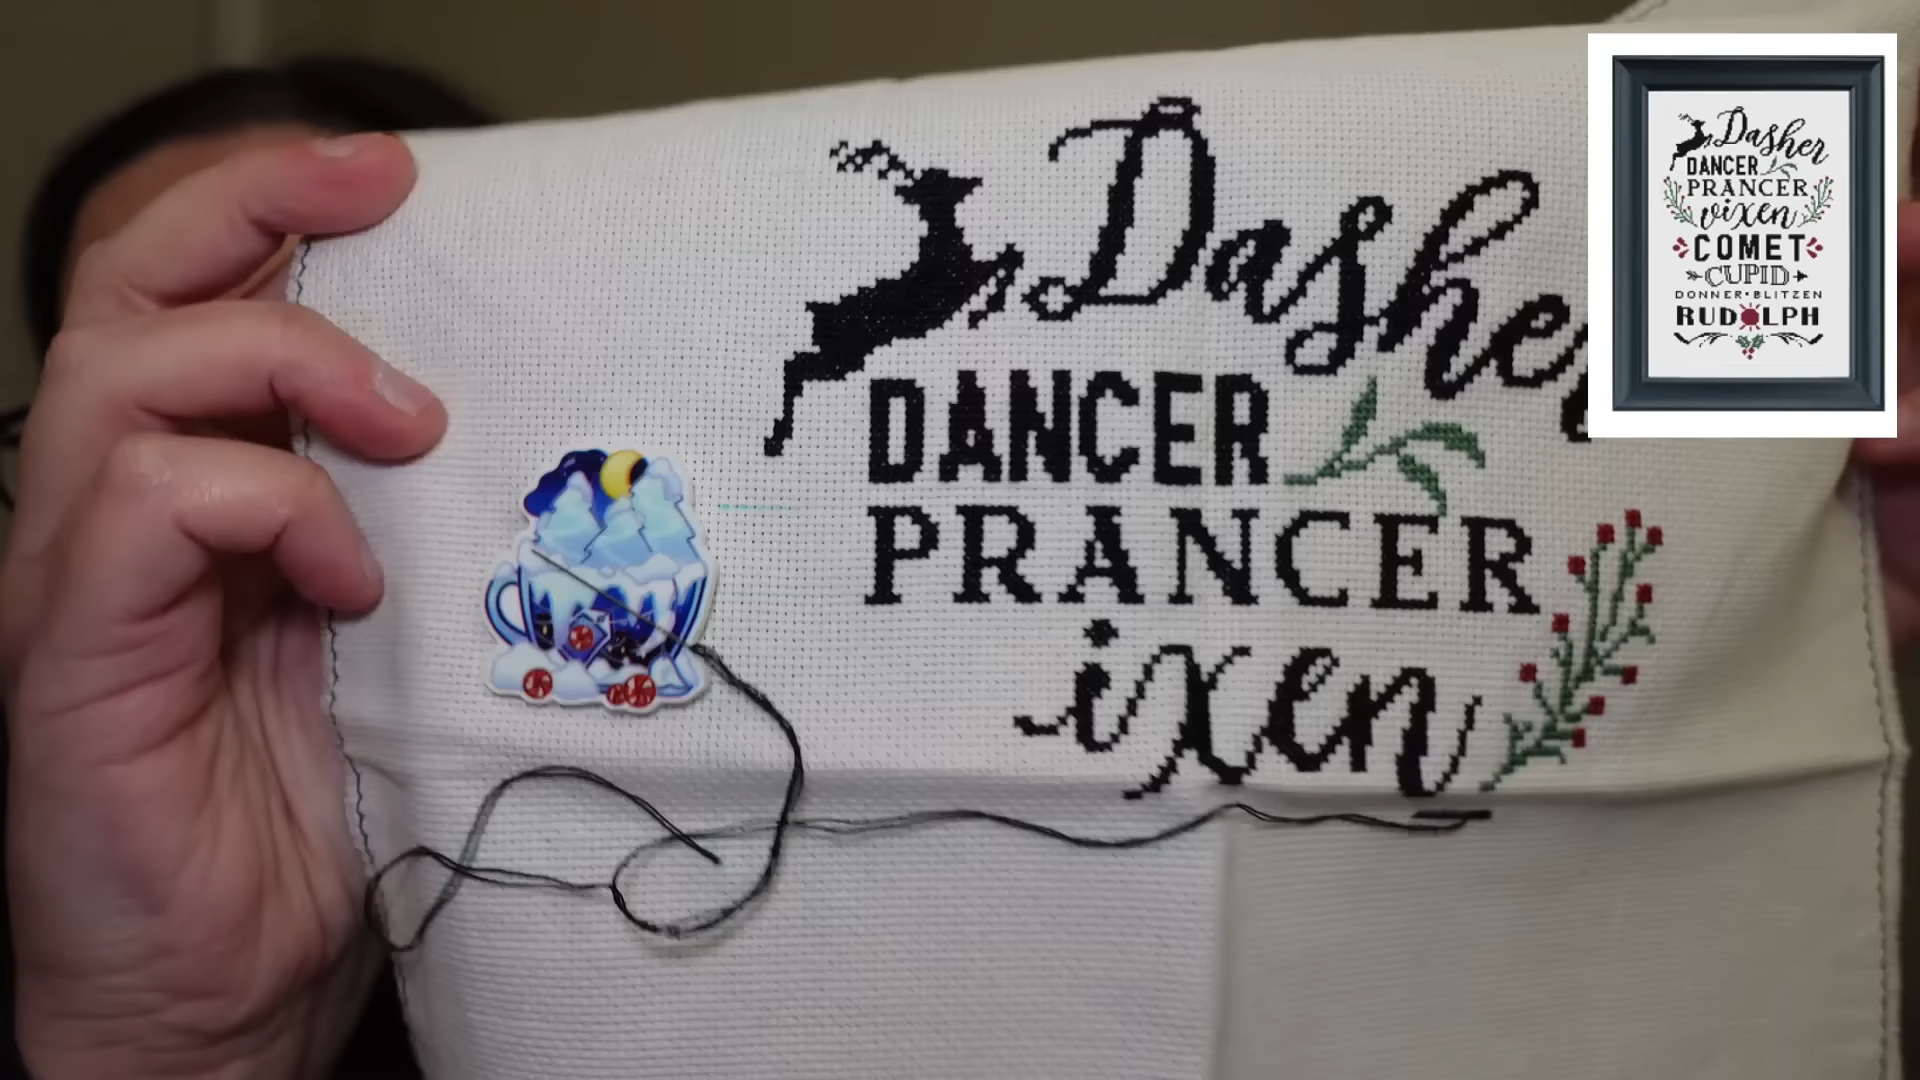 Dasher
DANCER
PRANCER
ixen
Dasher
DANCER
PRANCER
vixen
COMET
CUPID
DONNER•BLITZEN
RUDOLPH